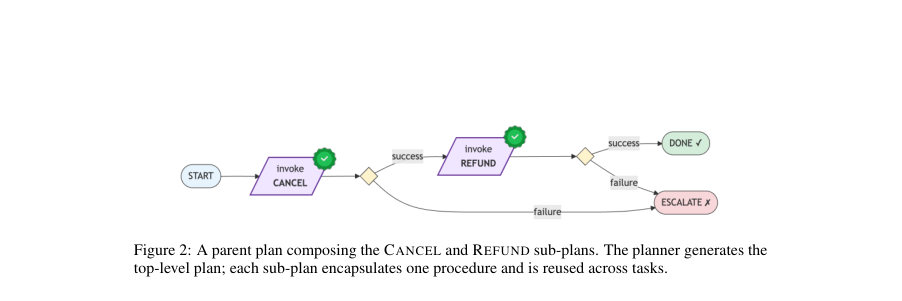 START
invoke
CANCEL
success
invoke
REFUND
success
DONE ✓
failure
failure
ESCALATE ✗
Figure 2: A parent plan composing the CANCEL and REFUND sub-plans. The planner generates the
top-level plan; each sub-plan encapsulates one procedure and is reused across tasks.